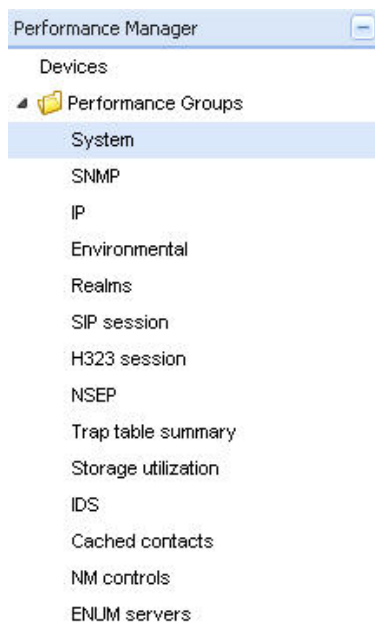 Performance Manager
Devices
Performance Groups
System
SNMP
IP
Environmental
Realms
SIP session
H323 session
NSEP
Trap table summary
Storage utilization
IDS
Cached contacts
NM controls
ENUM servers